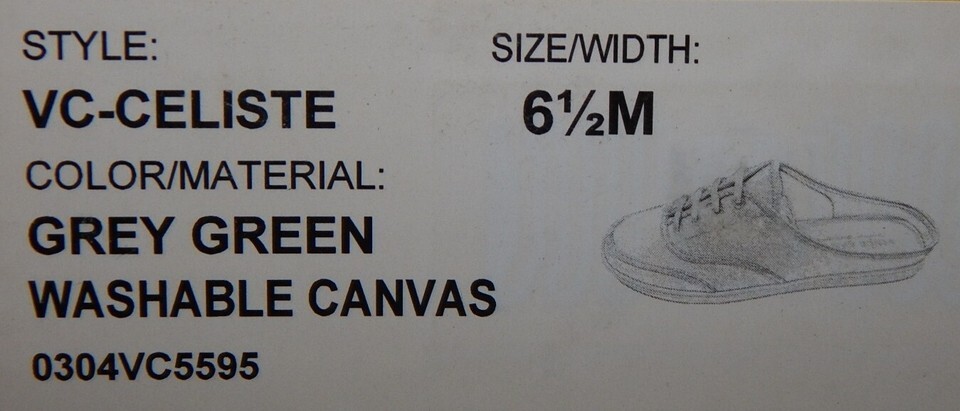 STYLE:
VC-CELISTE
SIZE/WIDTH:
6½M
COLOR/MATERIAL:
GREY GREEN
WASHABLE CANVAS
0304VC5595